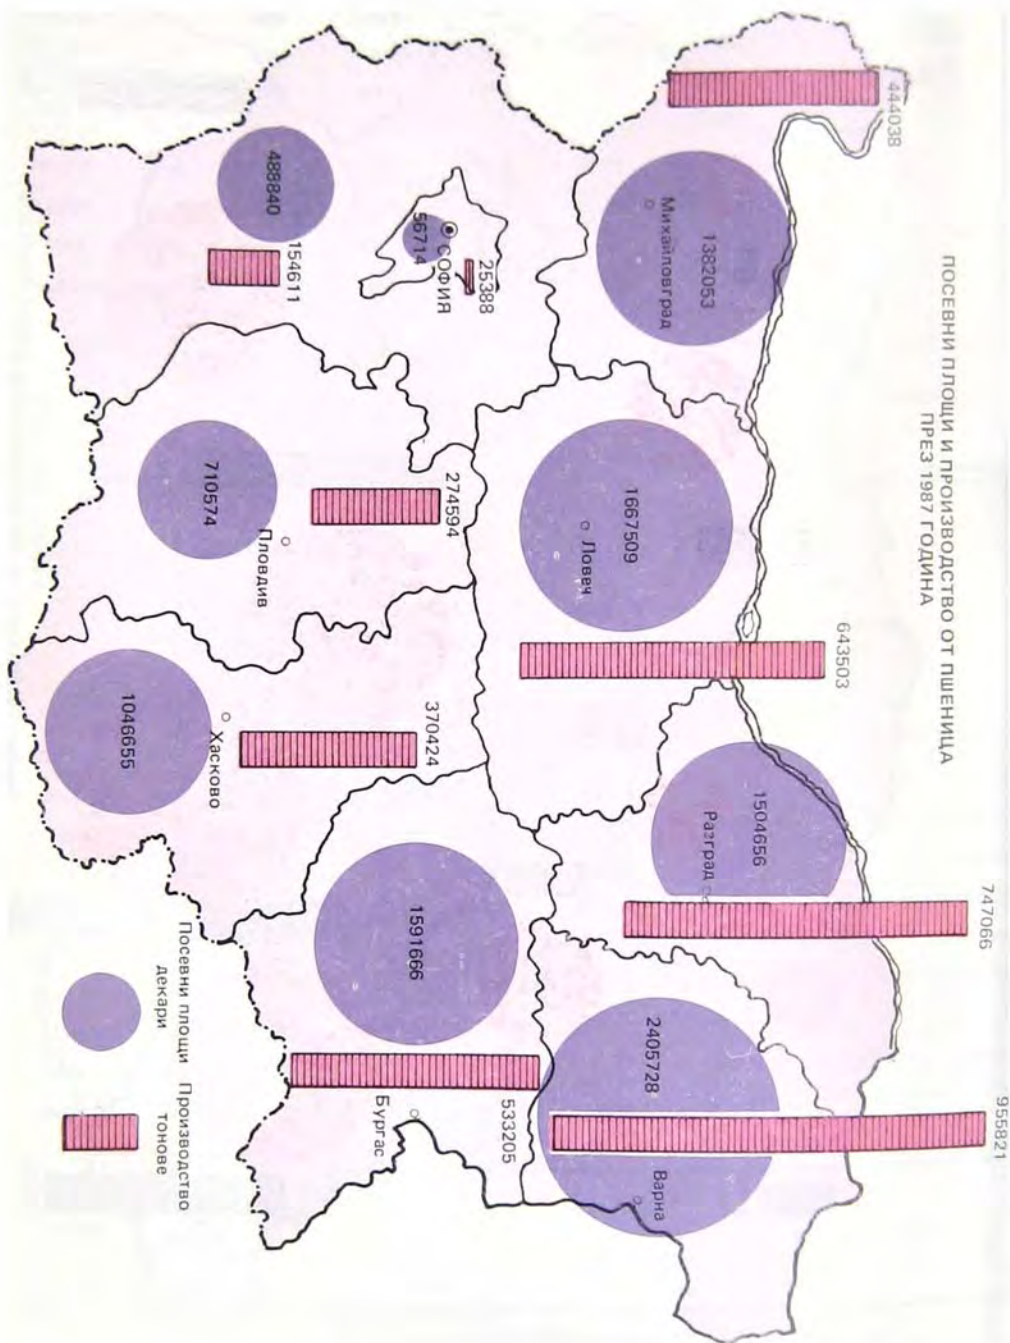 ПОСЕВНИ ПЛОЩИ И ПРОИЗВОДСТВО ОТ ПШЕНИЦА
ПРЕЗ 1987 ГОДИНА
444038
1382053
Михайловград
1667509
Ловеч
643503
1504656
Разград
747066
2405728
955821
Варна
25388
СОФИЯ
56714
488840
154611
274594
710574
Пловдив
370424
Хасково
1046655
1591666
533205
Бургас
Посевни площи
декари
Производство
тонове